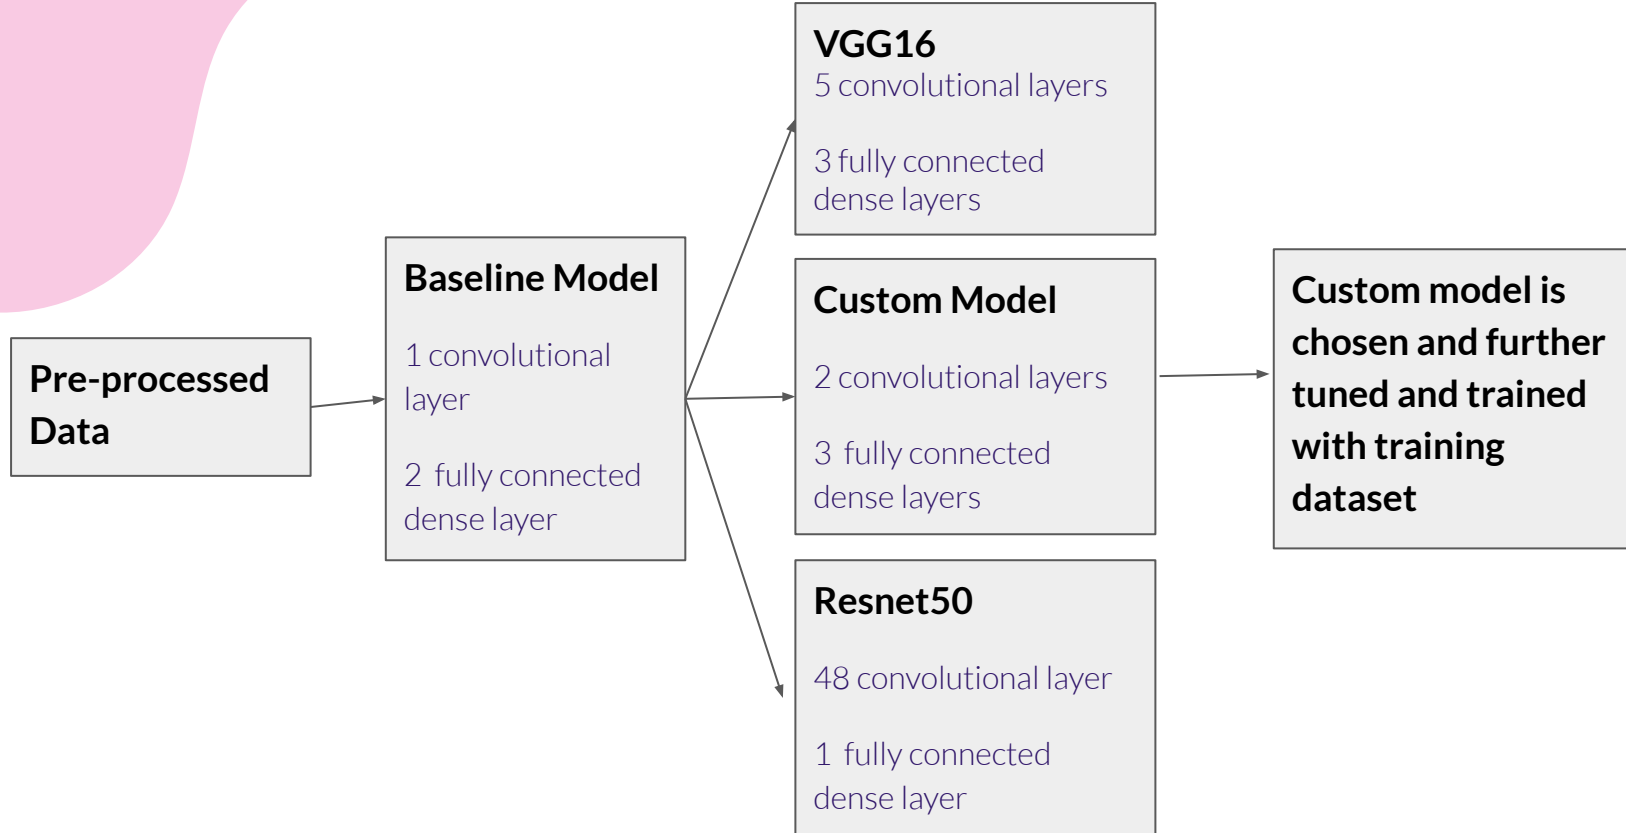 Pre-processed
Data
Baseline Model
1 convolutional
layer
2 fully connected
dense layer
VGG16
5 convolutional layers
3 fully connected
dense layers
Custom Model
2 convolutional layers
3 fully connected
dense layers
Resnet50
48 convolutional layer
1 fully connected
dense layer
Custom model is
chosen and further
tuned and trained
with training
dataset